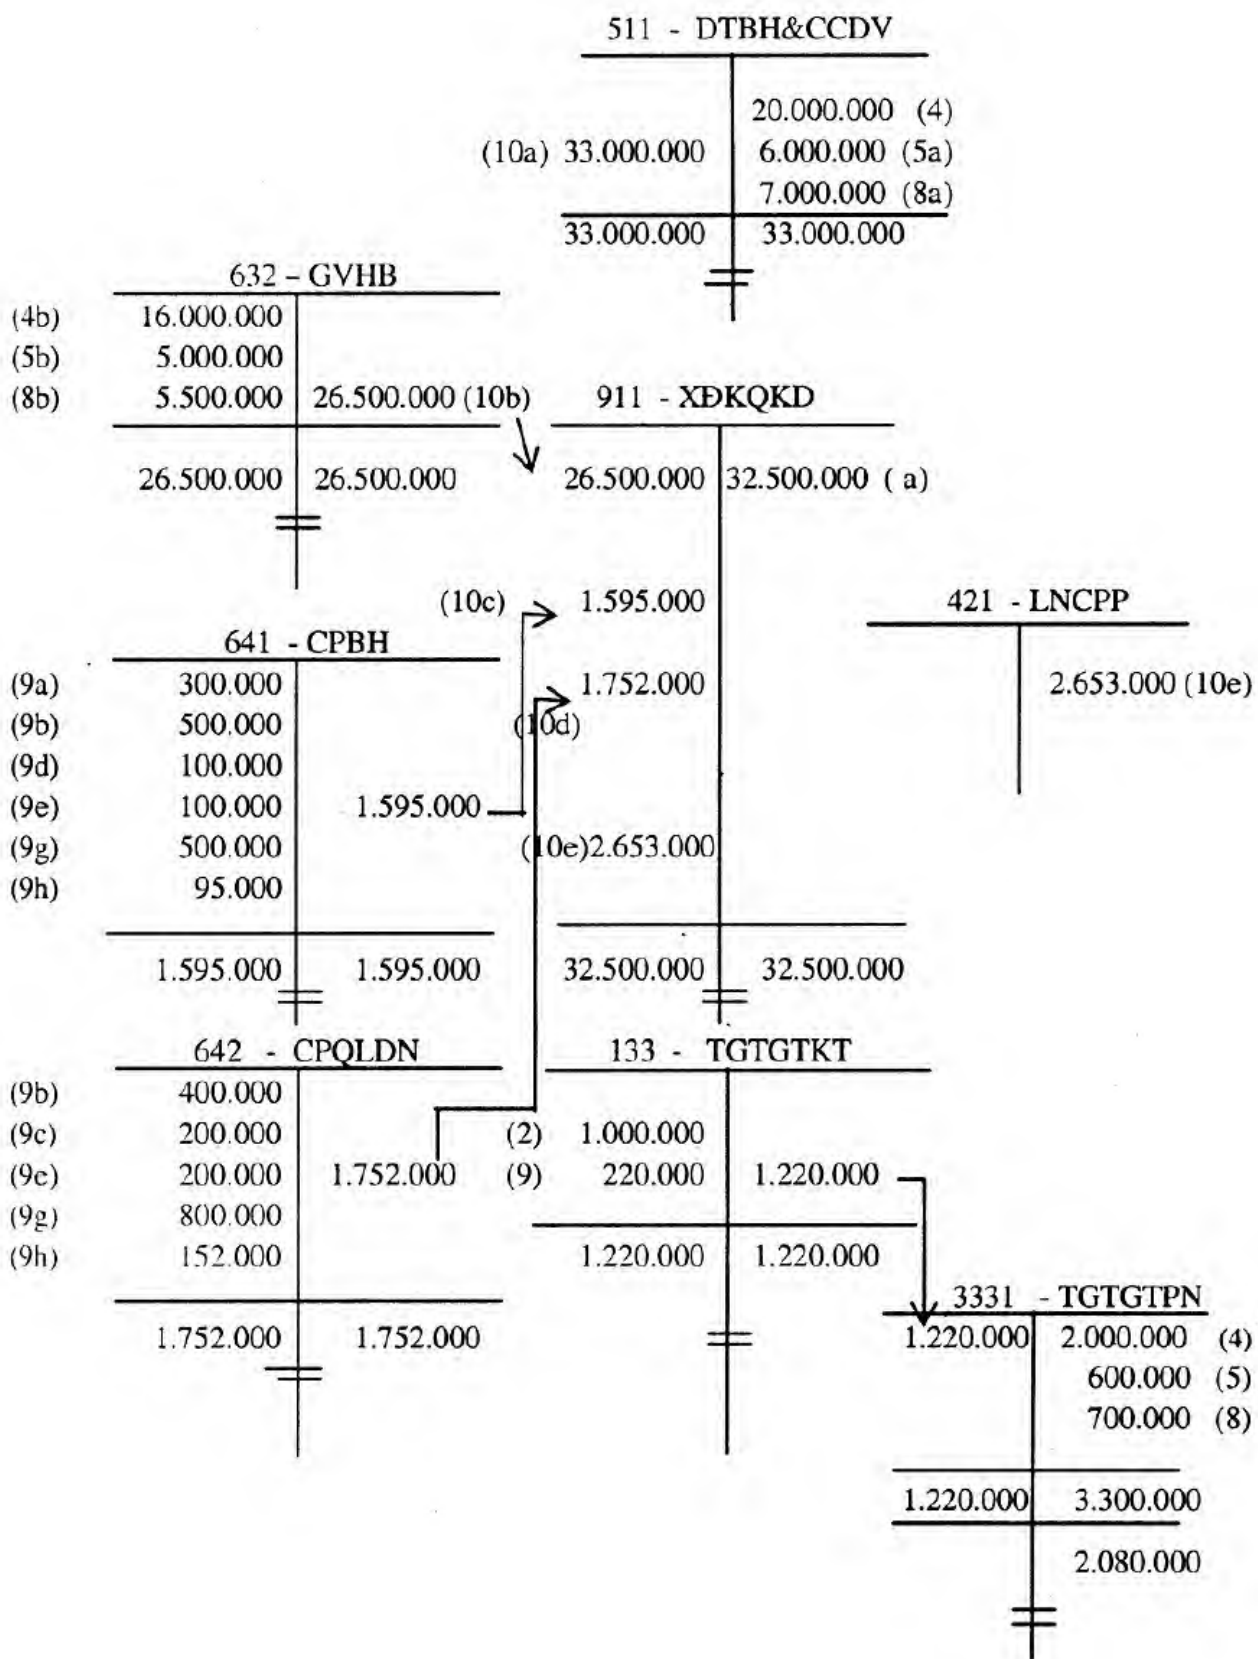 511 - DTBH&CCDV
20.000.000 (4)
(10a) 33.000.000 6.000.000 (5a)
7.000.000 (8a)
33.000.000 33.000.000
632 – GVHB
(4b) 16.000.000
(5b) 5.000.000
(8b) 5.500.000 26.500.000 (10b)
26.500.000 26.500.000
911 - XĐKQKD
26.500.000 32.500.000 ( a)
(10c) 1.595.000
1.752.000
(10d)
(10e)2.653.000
32.500.000 32.500.000
421 - LNCPP
2.653.000 (10e)
641 - CPBH
(9a) 300.000
(9b) 500.000
(9d) 100.000
(9e) 100.000 1.595.000
(9g) 500.000
(9h) 95.000
1.595.000 1.595.000
642 - CPQLDN
(9b) 400.000
(9c) 200.000
(9e) 200.000 1.752.000
(9g) 800.000
(9h) 152.000
1.752.000 1.752.000
133 - TGTGTKT
(2) 1.000.000
(9) 220.000 1.220.000
1.220.000 1.220.000
3331 - TGTGTPN
1.220.000 2.000.000 (4)
600.000 (5)
700.000 (8)
1.220.000 3.300.000
2.080.000